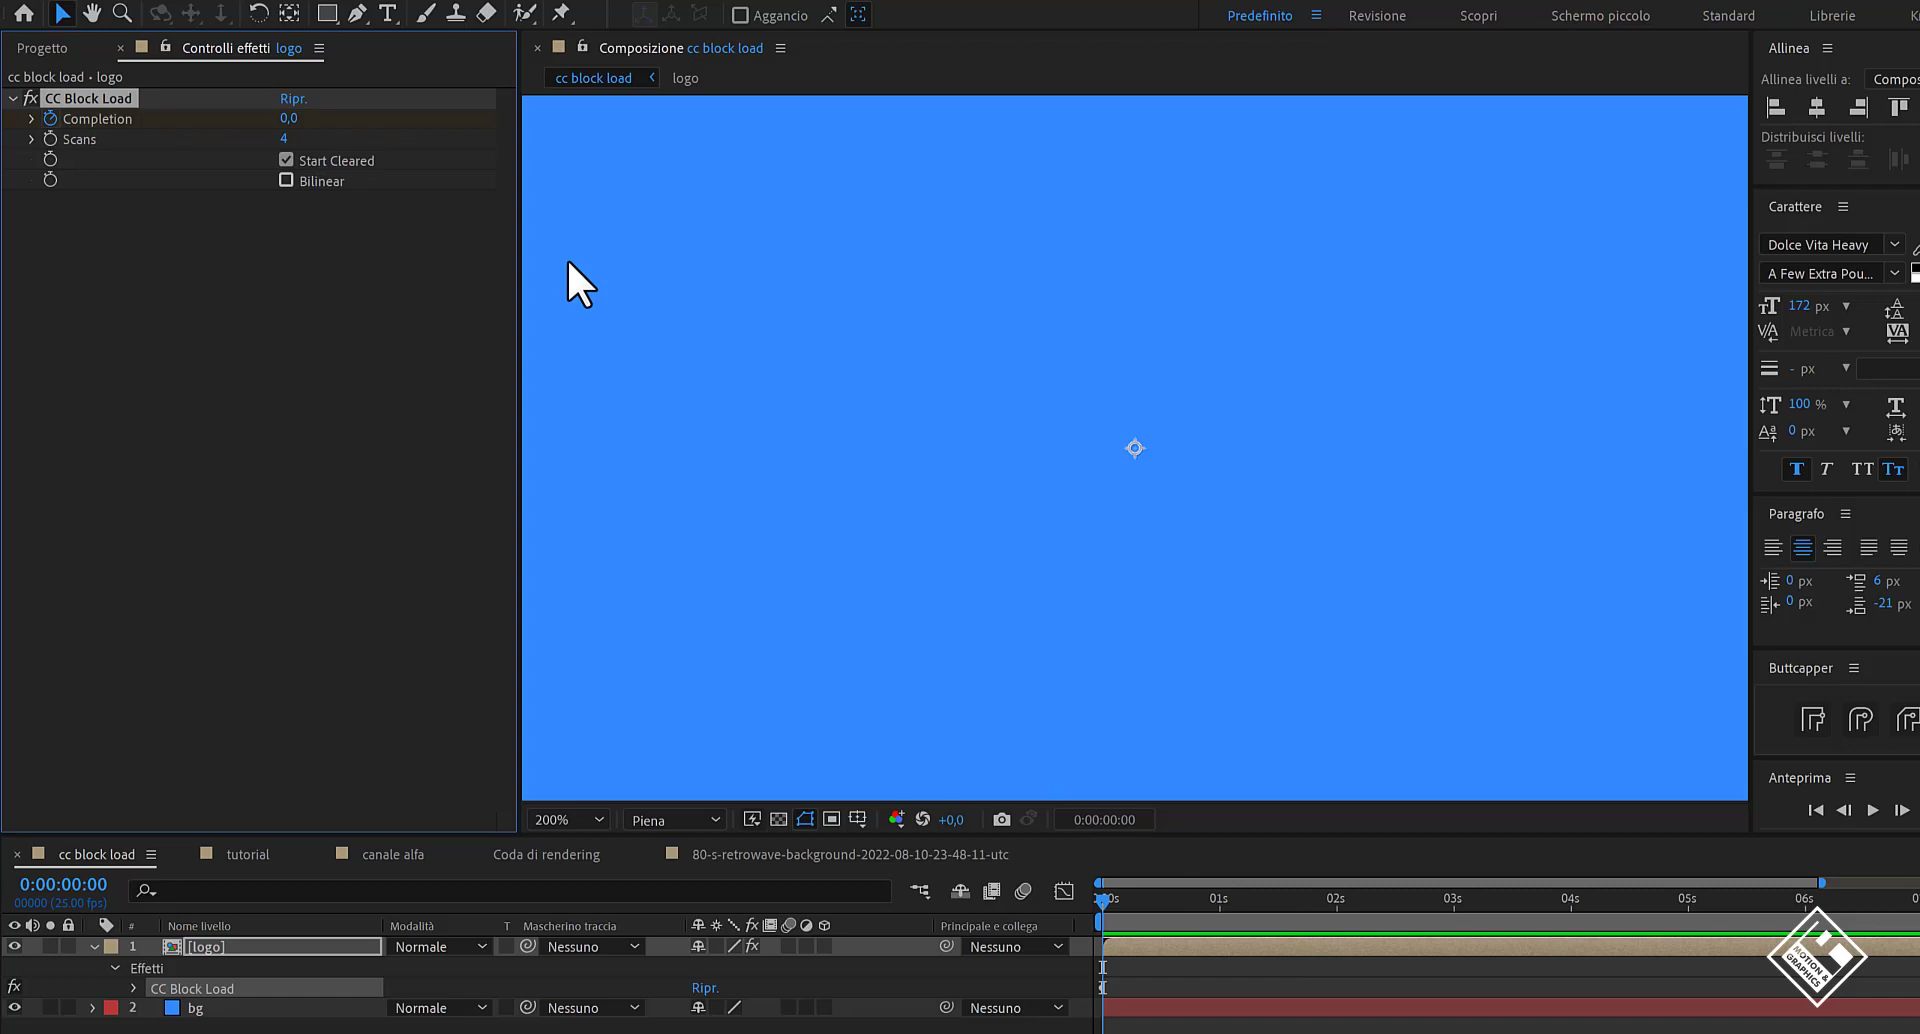 Aggancio
Predefinito
Revisione
Scopri
Schermo piccolo
Standard
Librerie
Progetto
Controlli effetti logo
Composizione cc block load
Allinea
cc block load • logo
cc block load
logo
Allinea livelli a:
Compos
fx CC Block Load
Ripr.
Completion
0,0
Scans
4
Start Cleared
Bilinear
Distribuisci livelli:
Carattere
Dolce Vita Heavy
A Few Extra Pou...
172 px
Metrica
- px
100 %
0 px
Paragrafo
0 px
6 px
0 px
-21 px
Buttcapper
Anteprima
200%
Piena
+0,0
0:00:00:00
cc block load
tutorial
canale alfa
Coda di rendering
80-s-retrowave-background-2022-08-10-23-48-11-utc
0:00:00:00
00000 (25.00 fps)
01s
02s
03s
04s
05s
06s
#
Nome livello
Modalità
T
Mascherino traccia
Principale e collega
1
[logo]
Normale
Nessuno
Nessuno
Effetti
fx
CC Block Load
Ripr.
2
bg
Normale
Nessuno
Nessuno
MOTION &
GRAPHICS